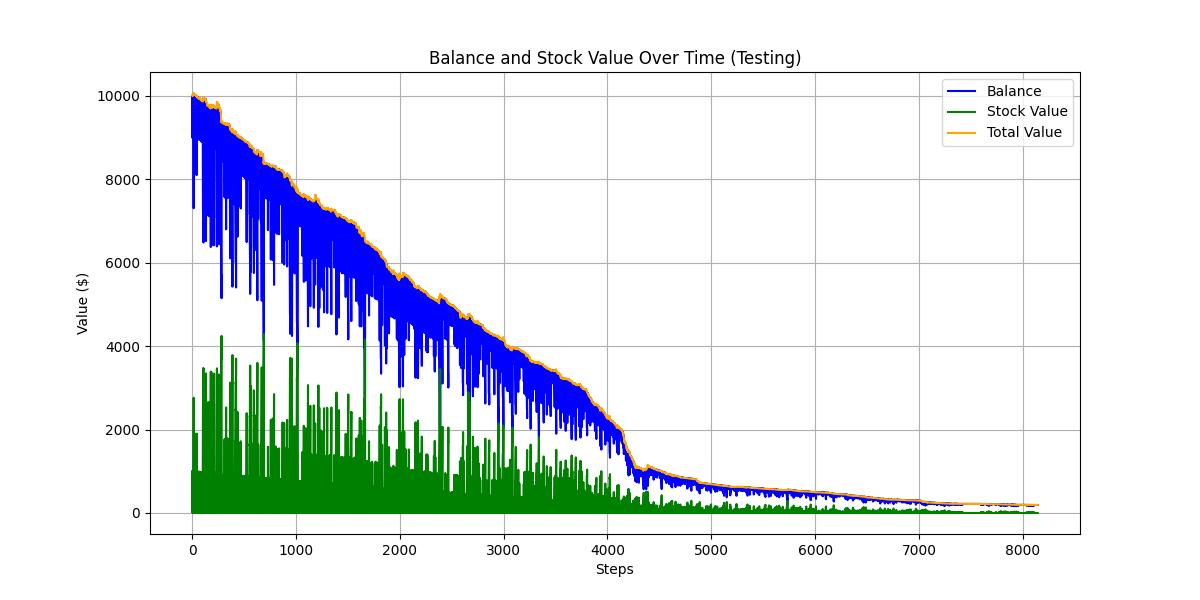 Balance and Stock Value Over Time (Testing)
Balance
Stock Value
Total Value
Value ($)
10000
8000
6000
4000
2000
0
0 1000 2000 3000 4000 5000 6000 7000 8000
Steps